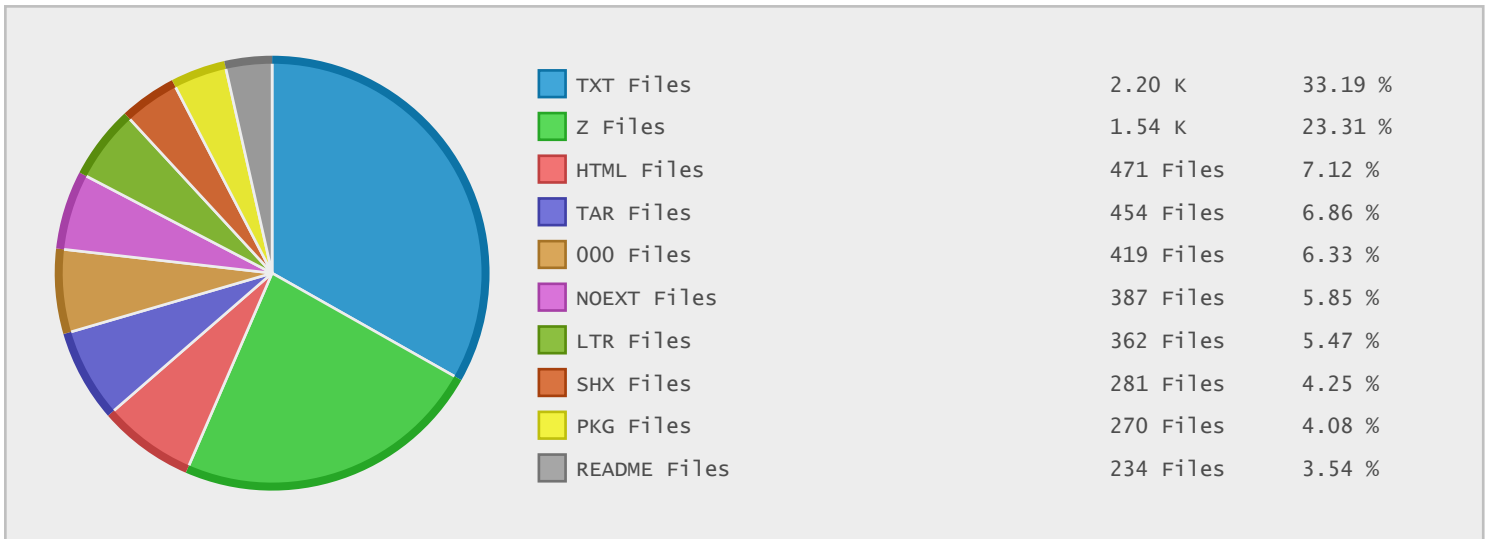 TXT Files 2.20 K 33.19 %
Z Files 1.54 K 23.31 %
HTML Files 471 Files 7.12 %
TAR Files 454 Files 6.86 %
000 Files 419 Files 6.33 %
NOEXT Files 387 Files 5.85 %
LTR Files 362 Files 5.47 %
SHX Files 281 Files 4.25 %
PKG Files 270 Files 4.08 %
README Files 234 Files 3.54 %